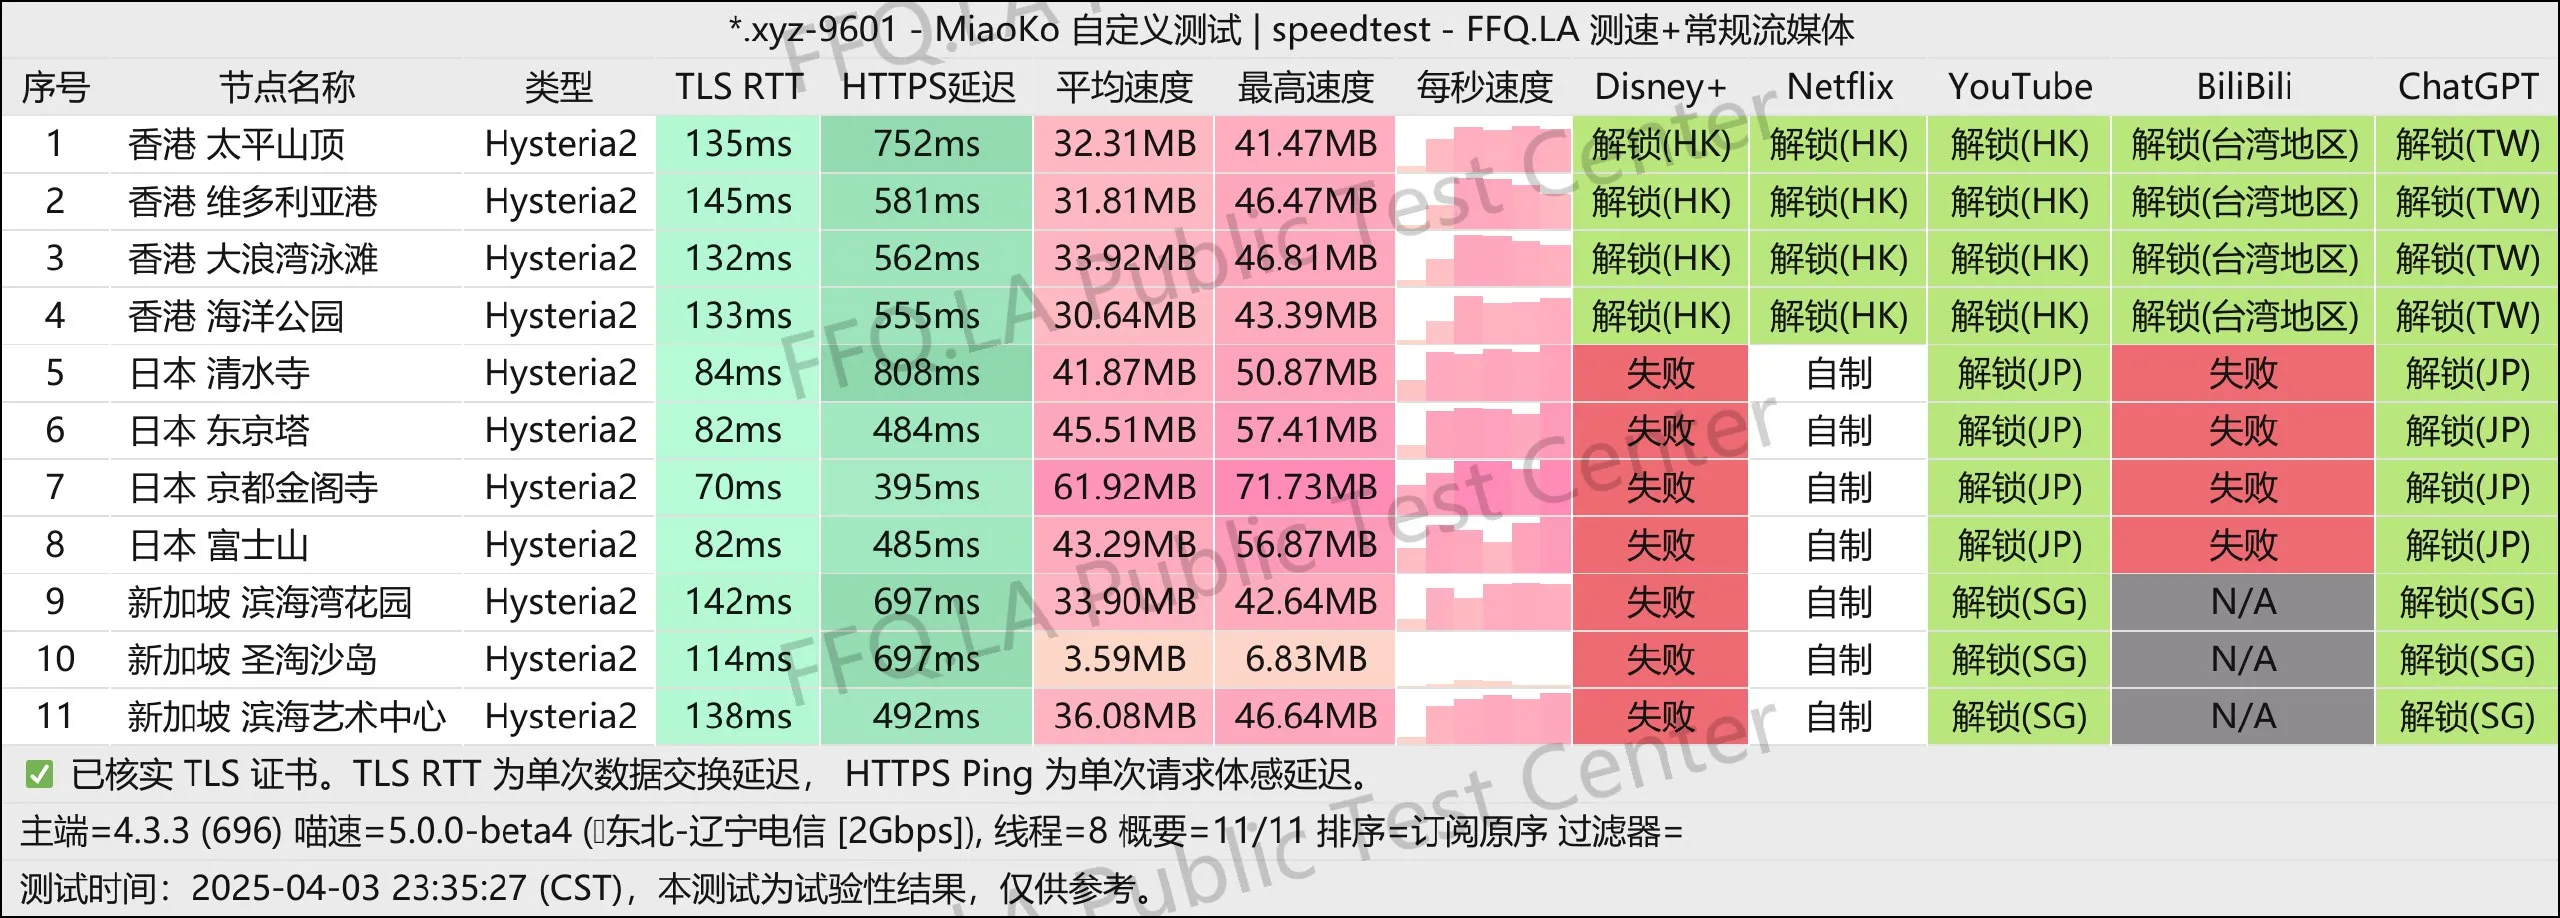 *.xyz-9601 - MiaoKo 自定义测试 | speedtest - FFQ.LA 测速+常规流媒体
序号 节点名称 类型 TLS RTT HTTPS延迟 平均速度 最高速度 每秒速度 Disney+ Netflix YouTube BiliBili ChatGPT
1 香港 太平山顶 Hysteria2 135ms 752ms 32.31MB 41.47MB 解锁(HK) 解锁(HK) 解锁(HK) 解锁(台湾地区) 解锁(TW)
2 香港 维多利亚港 Hysteria2 145ms 581ms 31.81MB 46.47MB 解锁(HK) 解锁(HK) 解锁(HK) 解锁(台湾地区) 解锁(TW)
3 香港 大浪湾泳滩 Hysteria2 132ms 562ms 33.92MB 46.81MB 解锁(HK) 解锁(HK) 解锁(HK) 解锁(台湾地区) 解锁(TW)
4 香港 海洋公园 Hysteria2 133ms 555ms 30.64MB 43.39MB 解锁(HK) 解锁(HK) 解锁(HK) 解锁(台湾地区) 解锁(TW)
5 日本 清水寺 Hysteria2 84ms 808ms 41.87MB 50.87MB 失败 自制 解锁(JP) 失败 解锁(JP)
6 日本 东京塔 Hysteria2 82ms 484ms 45.51MB 57.41MB 失败 自制 解锁(JP) 失败 解锁(JP)
7 日本 京都金阁寺 Hysteria2 70ms 395ms 61.92MB 71.73MB 失败 自制 解锁(JP) 失败 解锁(JP)
8 日本 富士山 Hysteria2 82ms 485ms 43.29MB 56.87MB 失败 自制 解锁(JP) 失败 解锁(JP)
9 新加坡 滨海湾花园 Hysteria2 142ms 697ms 33.90MB 42.64MB 失败 自制 解锁(SG) N/A 解锁(SG)
10 新加坡 圣淘沙岛 Hysteria2 114ms 697ms 3.59MB 6.83MB 失败 自制 解锁(SG) N/A 解锁(SG)
11 新加坡 滨海艺术中心 Hysteria2 138ms 492ms 36.08MB 46.64MB 失败 自制 解锁(SG) N/A 解锁(SG)
✅ 已核实 TLS 证书。TLS RTT 为单次数据交换延迟， HTTPS Ping 为单次请求体感延迟。
主端=4.3.3 (696) 喵速=5.0.0-beta4 (东北-辽宁电信 [2Gbps]), 线程=8 概要=11/11 排序=订阅原序 过滤器=
测试时间：2025-04-03 23:35:27 (CST)，本测试为试验性结果，仅供参考。
FFQ.LA Public Test Center
FFQ.LA Public Test Center
FFQ.LA Public Test Center